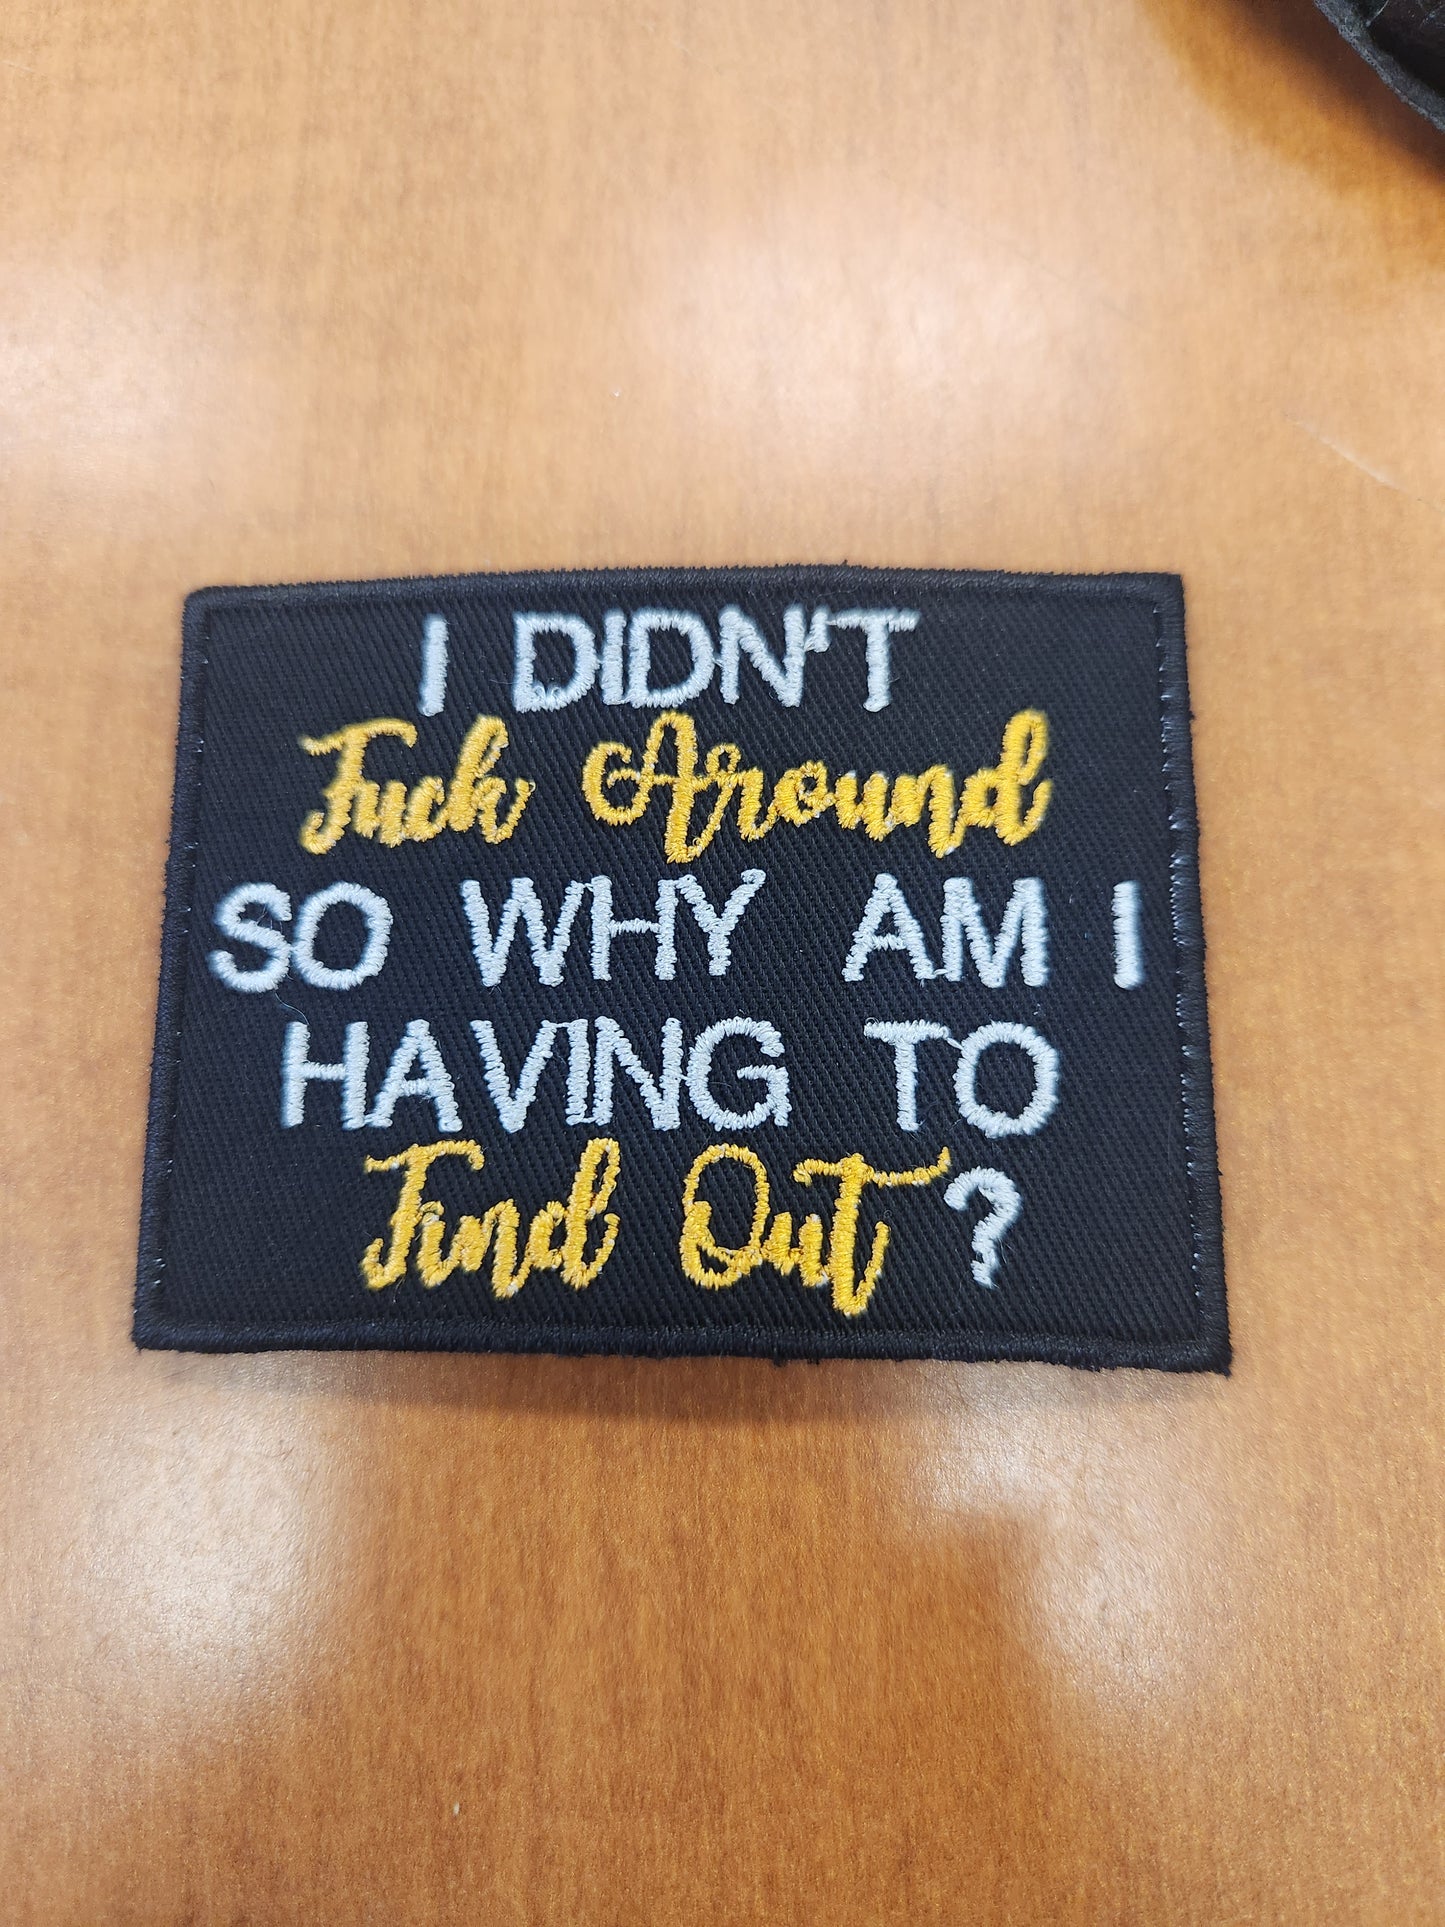 I DIDN'T
Fuck Around
SO WHY AM I
HAVING TO
Find Out?